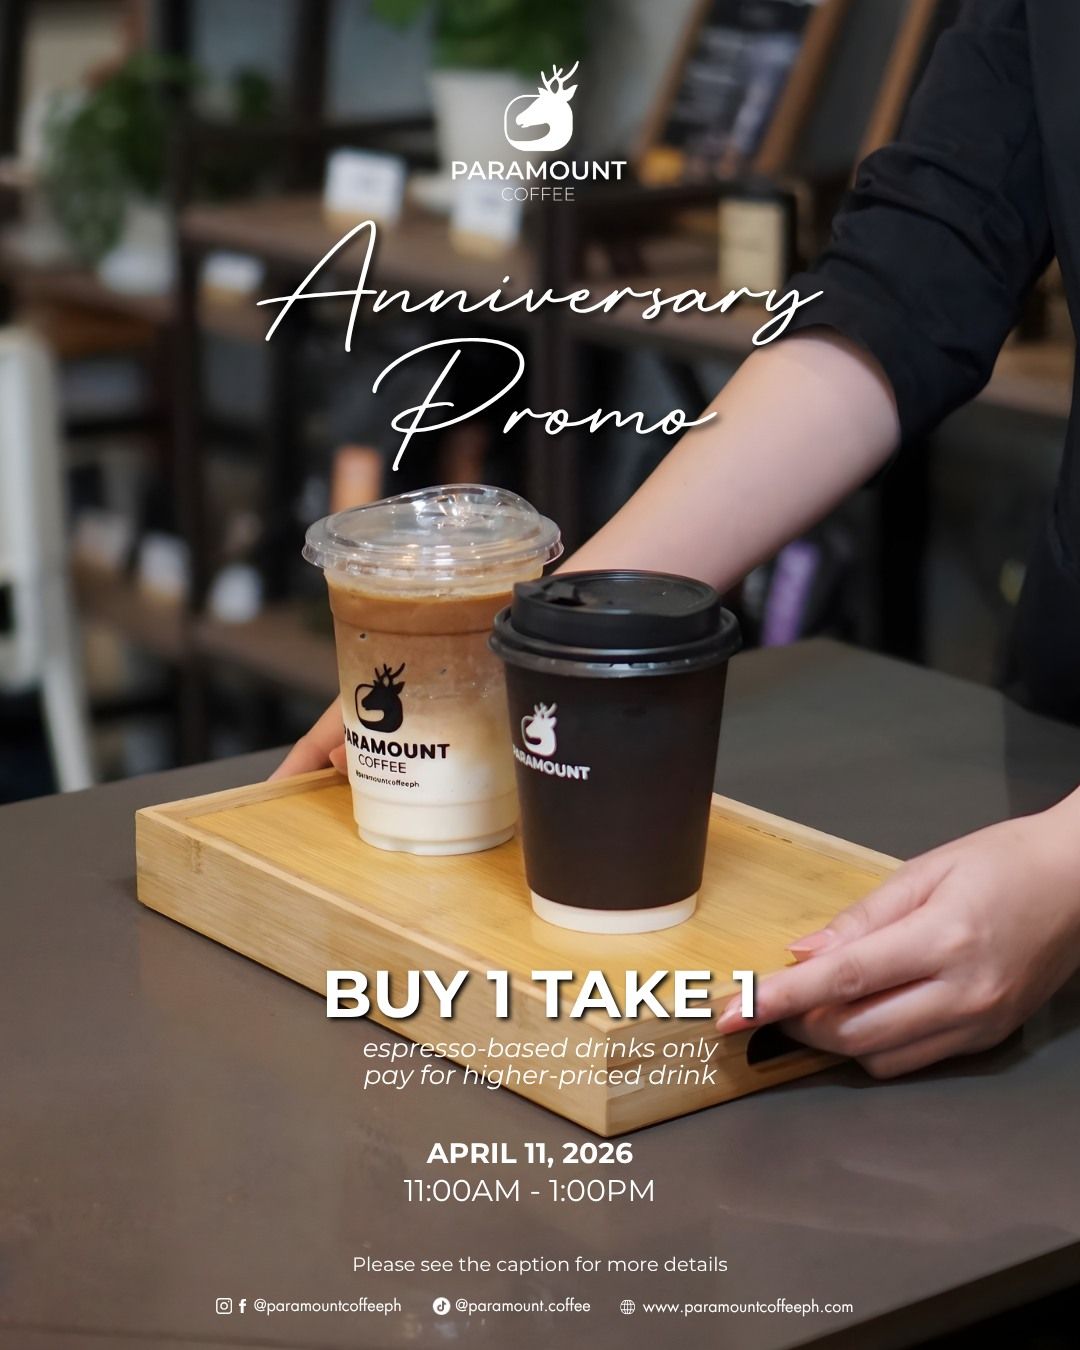 PARAMOUNT
COFFEE
Anniversary
Promo
PARAMOUNT
COFFEE
@paramountcoffeeph
PARAMOUNT
BUY 1 TAKE 1
espresso-based drinks only
pay for higher-priced drink
APRIL 11, 2026
11:00AM - 1:00PM
Please see the caption for more details
@paramountcoffeeph @paramount.coffee www.paramountcoffeeph.com